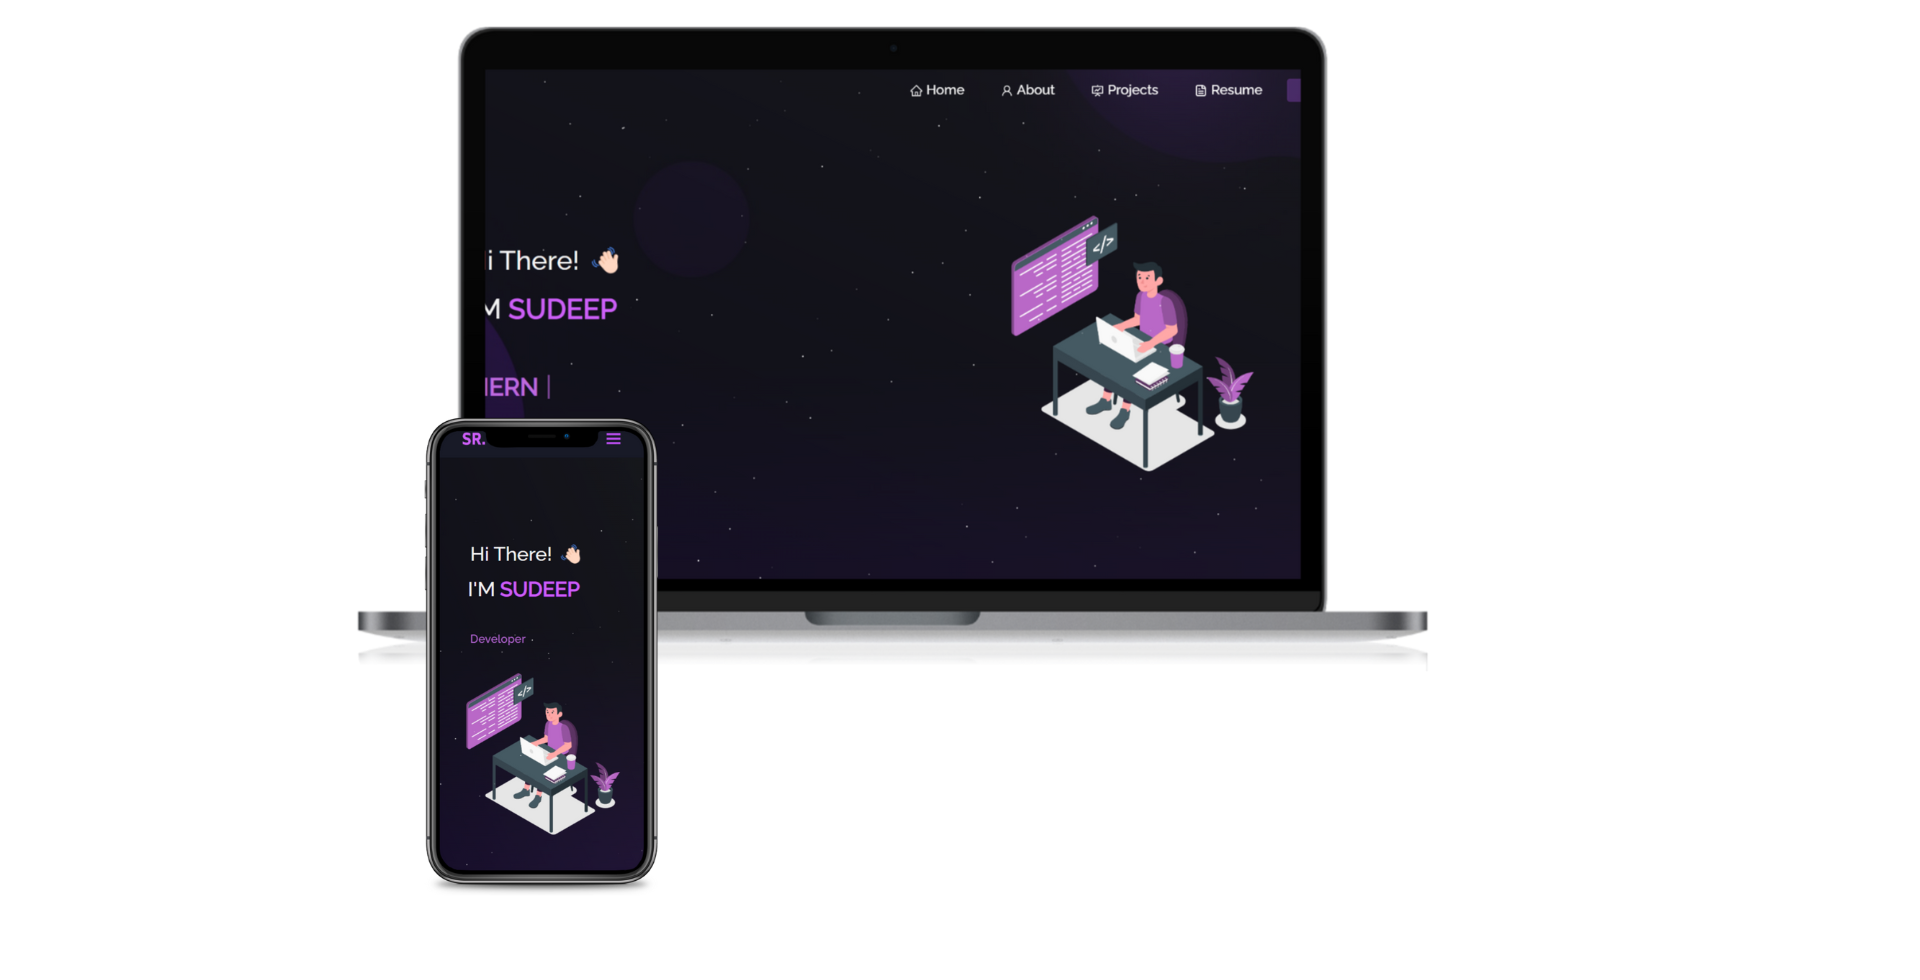 Home About Projects Resume
i There! 👋🏻
M SUDEEP
IERN |
</>
SR.
Hi There! 👋🏻
I'M SUDEEP
Developer
</>